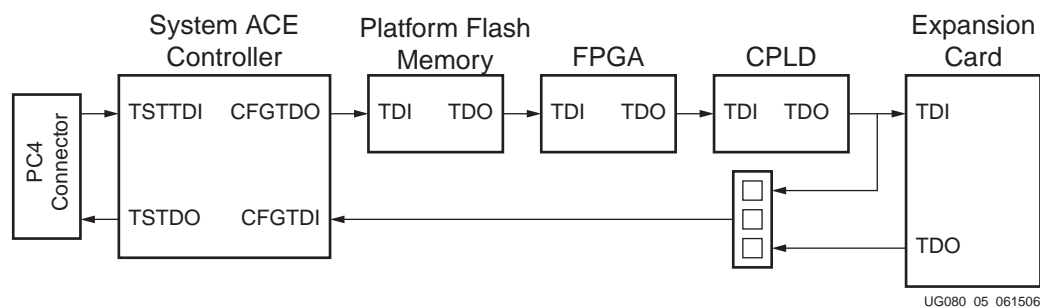 System ACE
Controller
Platform Flash
Memory
FPGA
CPLD
Expansion
Card
PC4
Connector
TSTTDI
CFGTDO
TDI
TDO
TDI
TDO
TDI
TDO
TDI
TSTDO
CFGTDI
TDO
UG080_05_061506